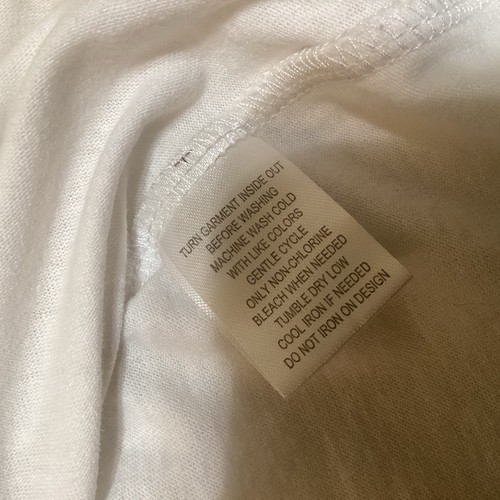 TURN GARMENT INSIDE OUT
BEFORE WASHING
MACHINE WASH COLD
WITH LIKE COLORS
GENTLE CYCLE
ONLY NON-CHLORINE
BLEACH WHEN NEEDED
TUMBLE DRY LOW
COOL IRON IF NEEDED
DO NOT IRON ON DESIGN